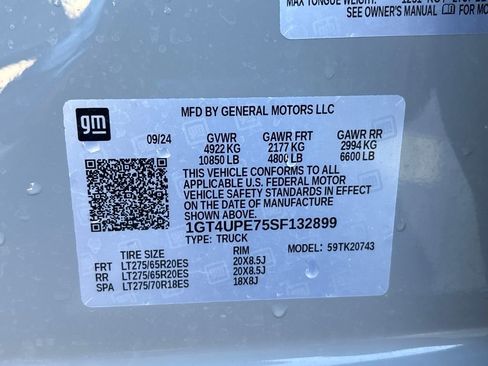 MAX TONGUE WEIGHT:
SEE OWNER'S MANUAL FOR MO
gm
MFD BY GENERAL MOTORS LLC
09/24 GVWR GAWR FRT GAWR RR
4922 KG 2177 KG 2994 KG
10850 LB 4800 LB 6600 LB
THIS VEHICLE CONFORMS TO ALL
APPLICABLE U.S. FEDERAL MOTOR
VEHICLE SAFETY STANDARDS IN EFFECT
ON THE DATE OF MANUFACTURE
SHOWN ABOVE.
1GT4UPE75SF132899
TYPE: TRUCK MODEL: 59TK20743
TIRE SIZE RIM
FRT LT275/65R20ES 20X8.5J
RR LT275/65R20ES 20X8.5J
SPA LT275/70R18ES 18X8J